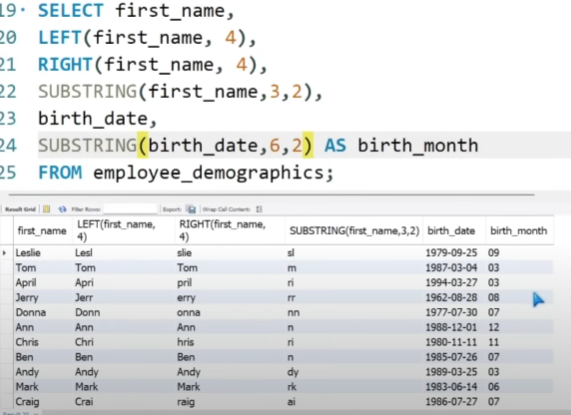 19 SELECT first_name,
20 LEFT(first_name, 4),
21 RIGHT(first_name, 4),
22 SUBSTRING(first_name,3,2),
23 birth_date,
24 SUBSTRING(birth_date,6,2) AS birth_month
25 FROM employee_demographics;
Result Grid Filter Rows: Export: Wrap Cell Content:
first_name LEFT(first_name, 4) RIGHT(first_name, 4) SUBSTRING(first_name,3,2) birth_date birth_month
Leslie Lesl slie sl 1979-09-25 09
Tom Tom Tom m 1987-03-04 03
April Apri pril ri 1994-03-27 03
Jerry Jerr erry rr 1962-08-28 08
Donna Donn onna nn 1977-07-30 07
Ann Ann Ann n 1988-12-01 12
Chris Chri hris ri 1980-11-11 11
Ben Ben Ben n 1985-07-26 07
Andy Andy Andy dy 1989-03-25 03
Mark Mark Mark rk 1983-06-14 06
Craig Crai raig ai 1986-07-27 07